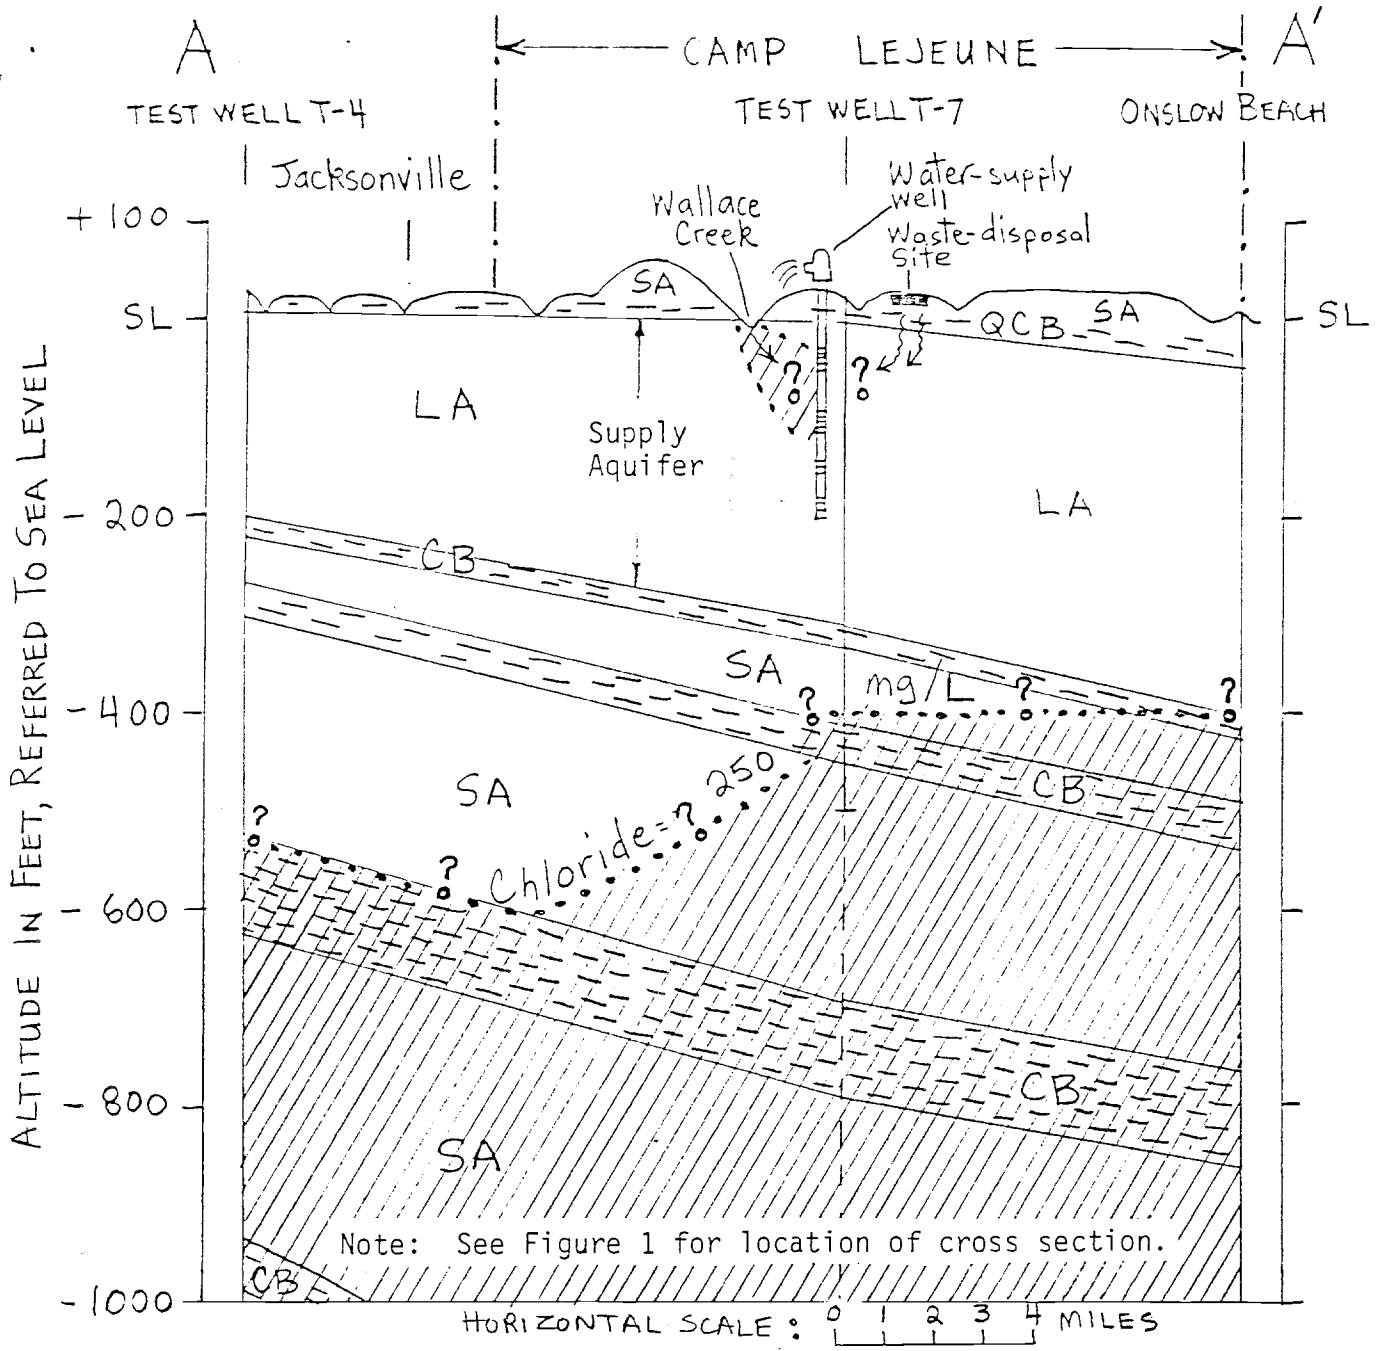 A
CAMP LEJEUNE
A'
TEST WELL T-4
TEST WELL T-7
ONSLOW BEACH
Jacksonville
Water-supply
well
Wallace
Creek
Waste-disposal
Site
+100
SA
SL
QCB
SA
SL
?
?
LA
Supply
Aquifer
LA
-200
CB
SA
mg/L
?
?
?
-400
CB
250
SA
Chloride=
?
?
?
-600
CB
-800
SA
Note: See Figure 1 for location of cross section.
CB
-1000
HORIZONTAL SCALE: 0 1 2 3 4 MILES
ALTITUDE IN FEET, REFERRED TO SEA LEVEL